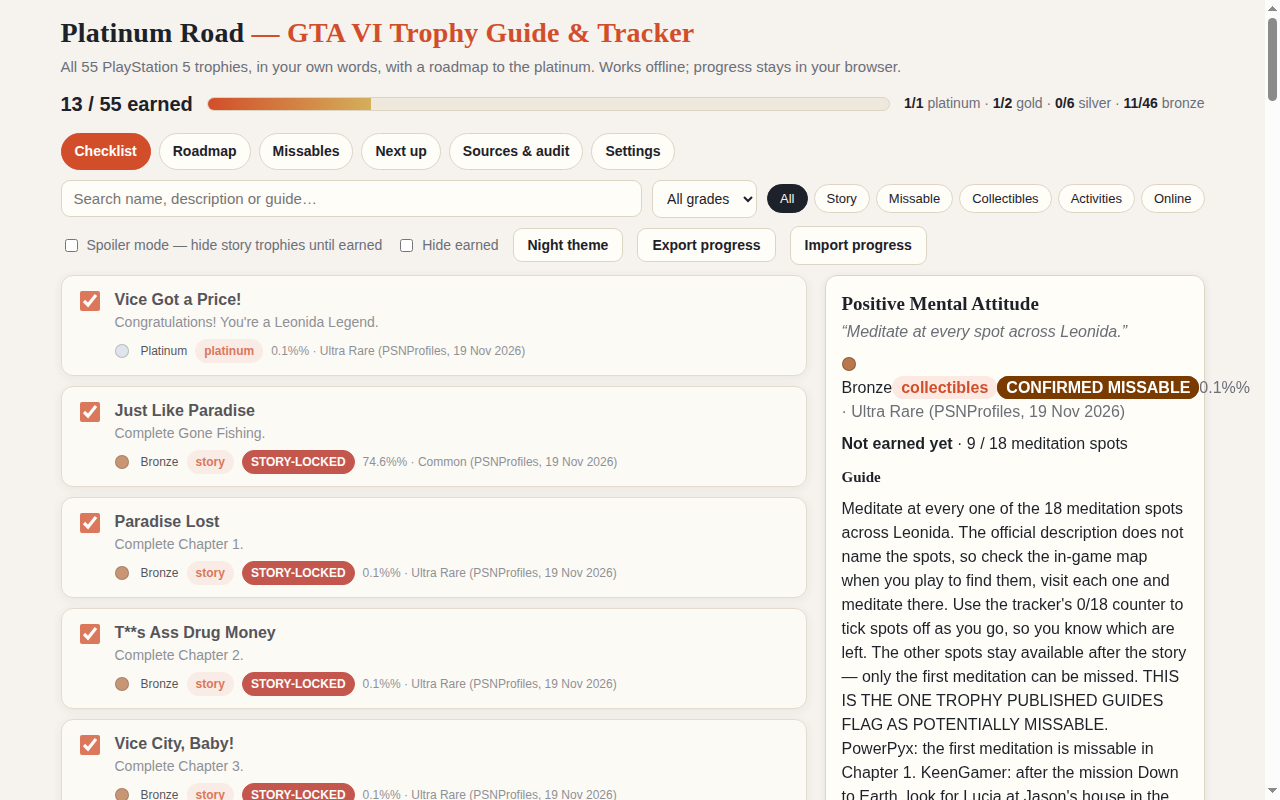 Platinum Road — GTA VI Trophy Guide & Tracker
All 55 PlayStation 5 trophies, in your own words, with a roadmap to the platinum. Works offline; progress stays in your browser.
13 / 55 earned
1/1 platinum · 1/2 gold · 0/6 silver · 11/46 bronze
Checklist Roadmap Missables Next up Sources & audit Settings
Search name, description or guide…
All grades
All Story Missable Collectibles Activities Online
Spoiler mode — hide story trophies until earned
Hide earned
Night theme
Export progress
Import progress
Vice Got a Price!
Congratulations! You're a Leonida Legend.
Platinum platinum 0.1%% · Ultra Rare (PSNProfiles, 19 Nov 2026)
Just Like Paradise
Complete Gone Fishing.
Bronze story STORY-LOCKED 74.6%% · Common (PSNProfiles, 19 Nov 2026)
Paradise Lost
Complete Chapter 1.
Bronze story STORY-LOCKED 0.1%% · Ultra Rare (PSNProfiles, 19 Nov 2026)
T**s Ass Drug Money
Complete Chapter 2.
Bronze story STORY-LOCKED 0.1%% · Ultra Rare (PSNProfiles, 19 Nov 2026)
Vice City, Baby!
Complete Chapter 3.
Bronze story STORY-LOCKED 0.1%% · Ultra Rare (PSNProfiles, 19 Nov 2026)
Positive Mental Attitude
“Meditate at every spot across Leonida.”
Bronze collectibles CONFIRMED MISSABLE 0.1%%
· Ultra Rare (PSNProfiles, 19 Nov 2026)
Not earned yet · 9 / 18 meditation spots
Guide
Meditate at every one of the 18 meditation spots
across Leonida. The official description does not
name the spots, so check the in-game map
when you play to find them, visit each one and
meditate there. Use the tracker's 0/18 counter to
tick spots off as you go, so you know which are
left. The other spots stay available after the story
— only the first meditation can be missed. THIS
IS THE ONE TROPHY PUBLISHED GUIDES
FLAG AS POTENTIALLY MISSABLE.
PowerPyx: the first meditation is missable in
Chapter 1. KeenGamer: after the mission Down
to Earth, look for Lucia at Jason's house in the